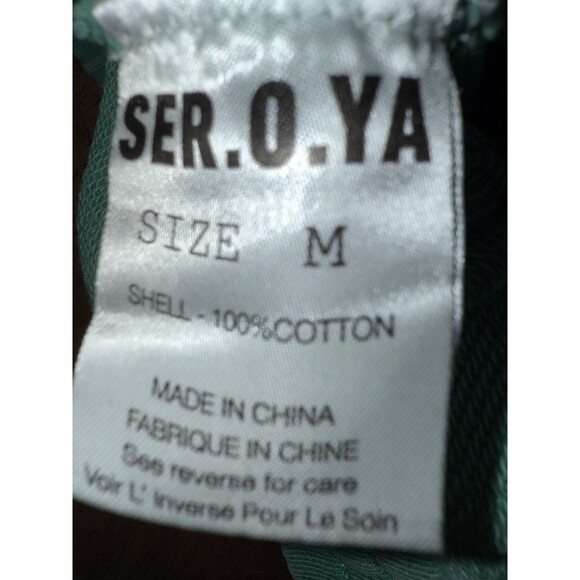 SER.O.YA
SIZE M
SHELL - 100%COTTON
MADE IN CHINA
FABRIQUE IN CHINE
See reverse for care
Voir L' Inverse Pour Le Soin